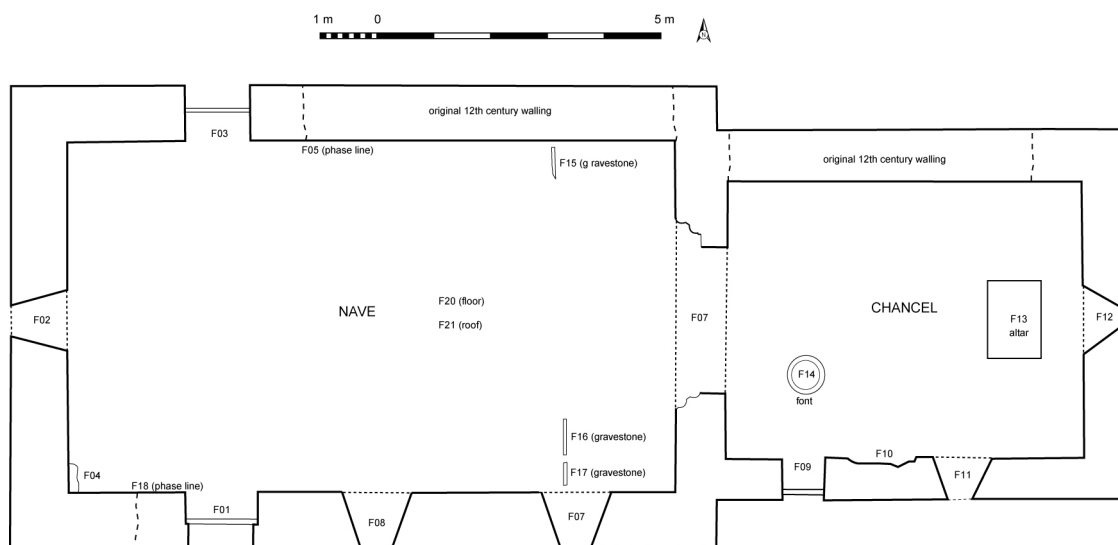 1 m 0 5 m
N
original 12th century walling
F03
F05 (phase line)
F15 (g ravestone)
original 12th century walling
F20 (floor)
NAVE
F21 (roof)
F02
F07
CHANCEL
F13
altar
F12
F14
font
F16 (gravestone)
F17 (gravestone)
F04
F18 (phase line)
F01
F08
F07
F09
F10
F11